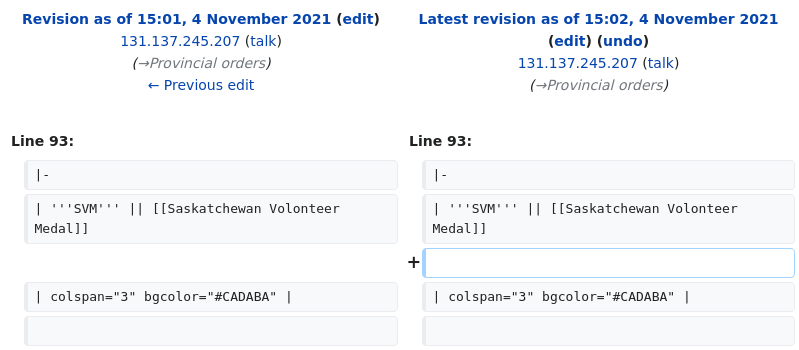 Revision as of 15:01, 4 November 2021 (edit)
131.137.245.207 (talk)
(→Provincial orders)
← Previous edit
Latest revision as of 15:02, 4 November 2021
(edit) (undo)
131.137.245.207 (talk)
(→Provincial orders)
Line 93:
Line 93:
|-
|-
| '''SVM''' || [[Saskatchewan Volonteer
Medal]]
| '''SVM''' || [[Saskatchewan Volonteer
Medal]]
+
| colspan="3" bgcolor="#CADABA" |
| colspan="3" bgcolor="#CADABA" |